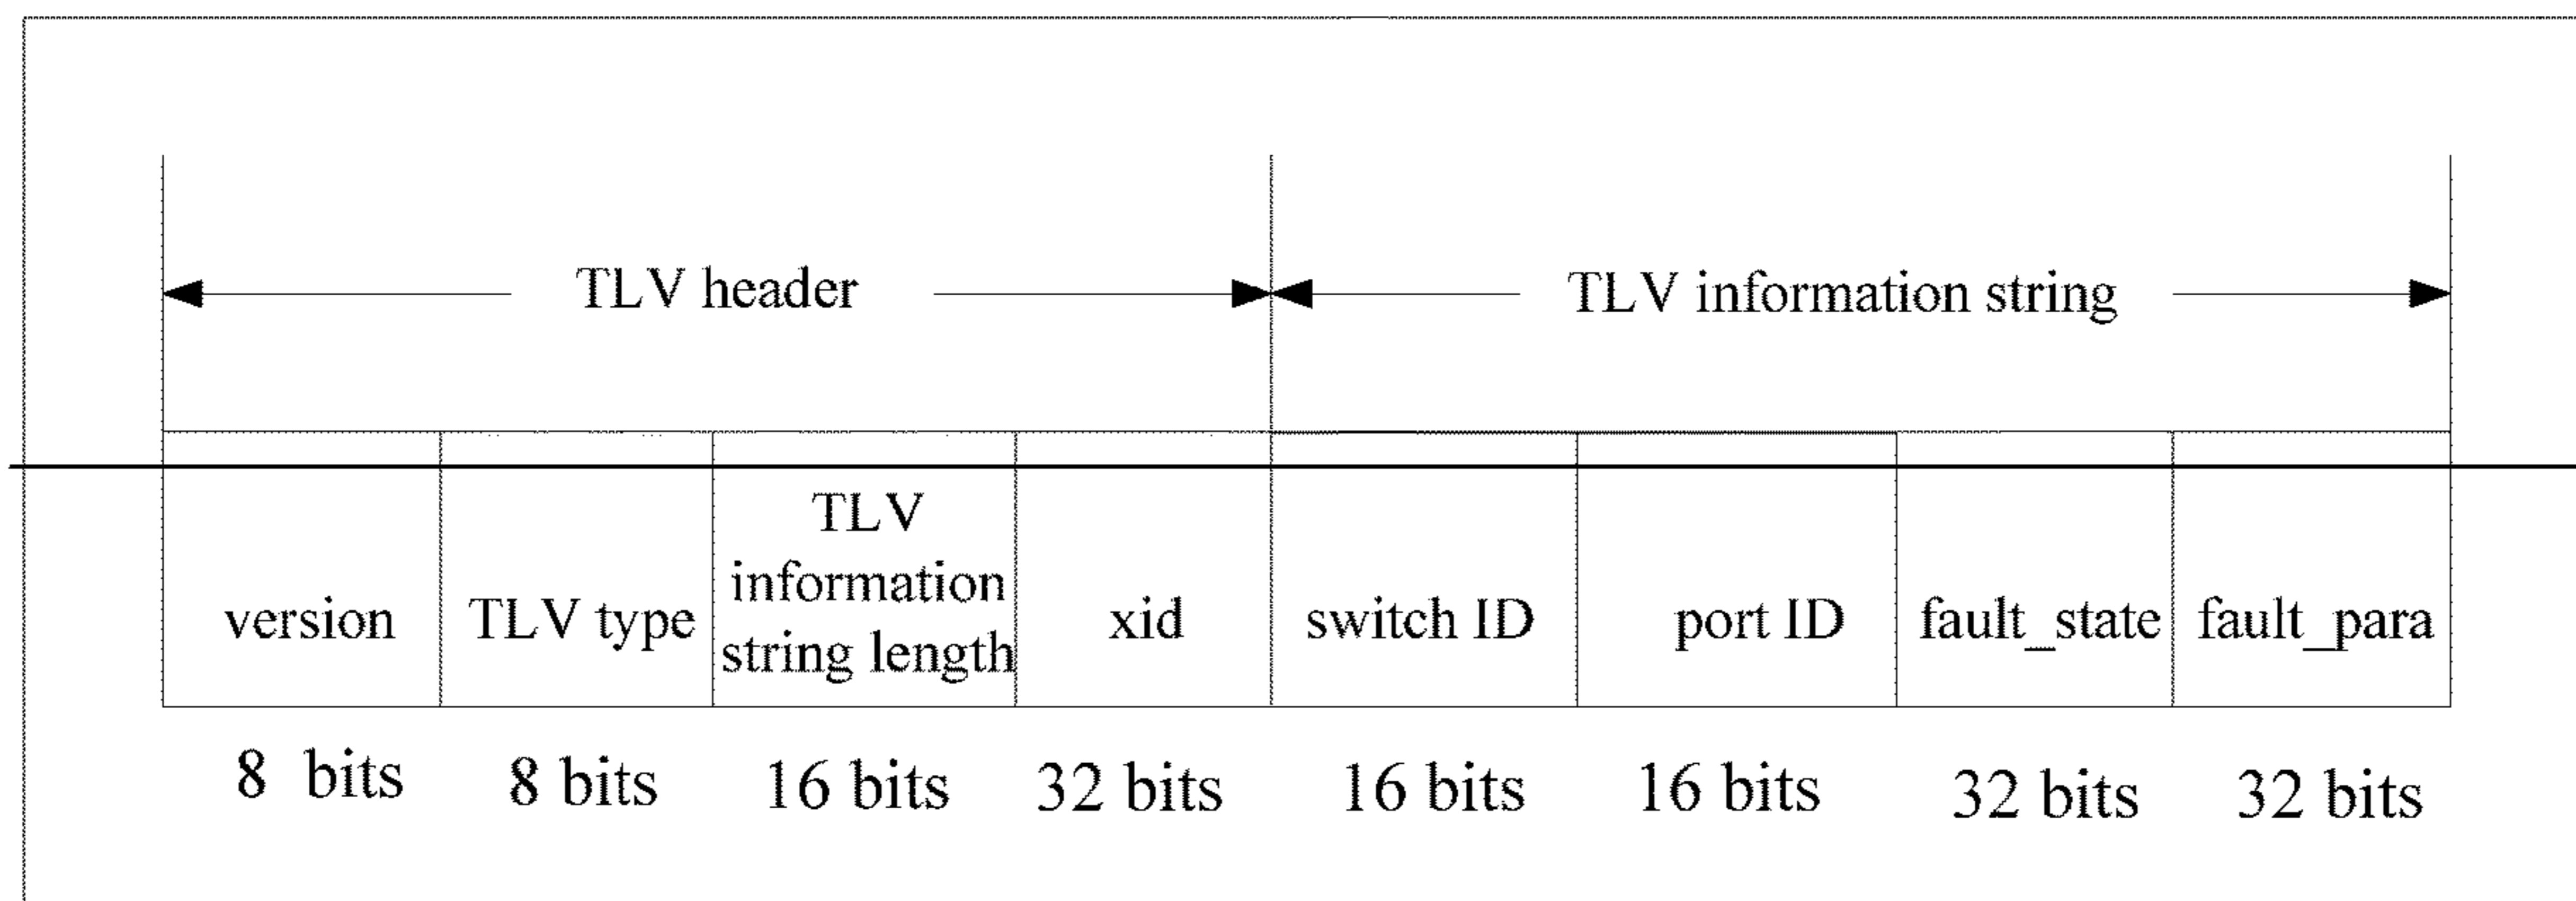 TLV header
TLV information string
version
TLV type
TLV
information
string length
xid
switch ID
port ID
fault_state
fault_para
8 bits
8 bits
16 bits
32 bits
16 bits
16 bits
32 bits
32 bits